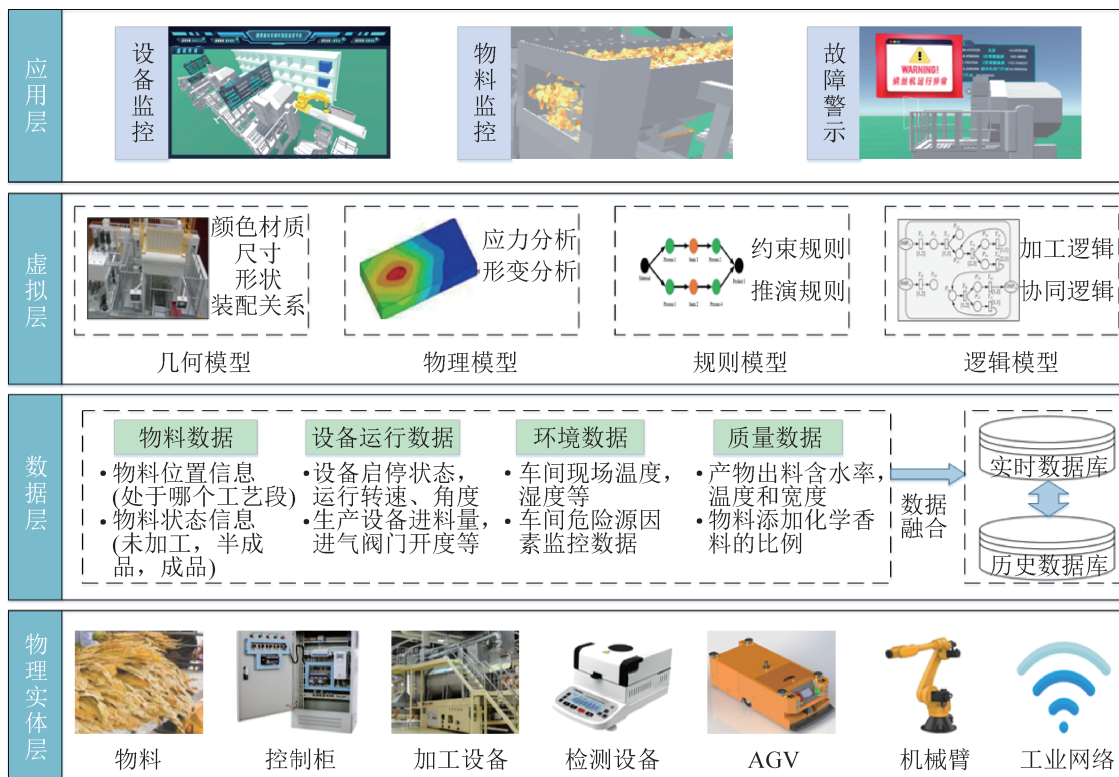 应用层
设备监控
物料监控
故障警示
WARNING!
虚拟层
颜色材质
尺寸
形状
装配关系
几何模型
应力分析
形变分析
物理模型
约束规则
推演规则
规则模型
加工逻辑
协同逻辑
逻辑模型
数据层
物料数据
•物料位置信息
(处于哪个工艺段)
•物料状态信息
(未加工，半成
品，成品)
设备运行数据
•设备启停状态，
运行转速、角度
•生产设备进料量，
进气阀门开度等
环境数据
•车间现场温度，
湿度等
•车间危险源因
素监控数据
质量数据
•产物出料含水率，
温度和宽度
•物料添加化学香
料的比例
数据
融合
实时数据库
历史数据库
物理实体层
物料
控制柜
加工设备
检测设备
AGV
机械臂
工业网络